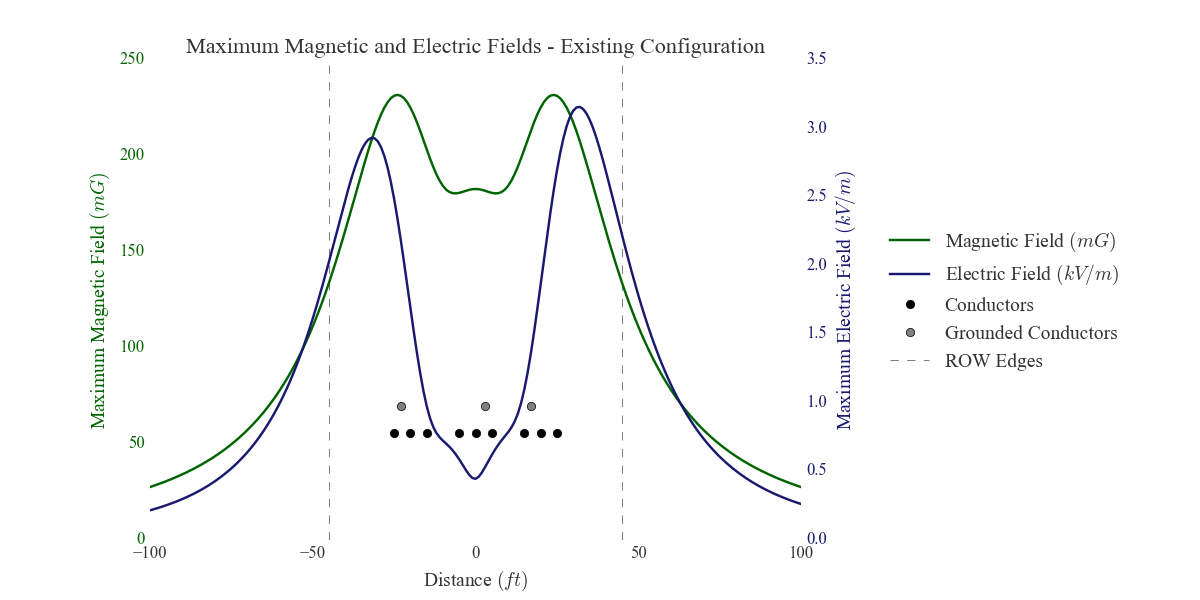 Maximum Magnetic and Electric Fields - Existing Configuration
250
200
150
100
50
0
Maximum Magnetic Field (mG)
3.5
3.0
2.5
2.0
1.5
1.0
0.5
0.0
Maximum Electric Field (kV/m)
−100
−50
0
50
100
Distance (ft)
Magnetic Field (mG)
Electric Field (kV/m)
Conductors
Grounded Conductors
ROW Edges